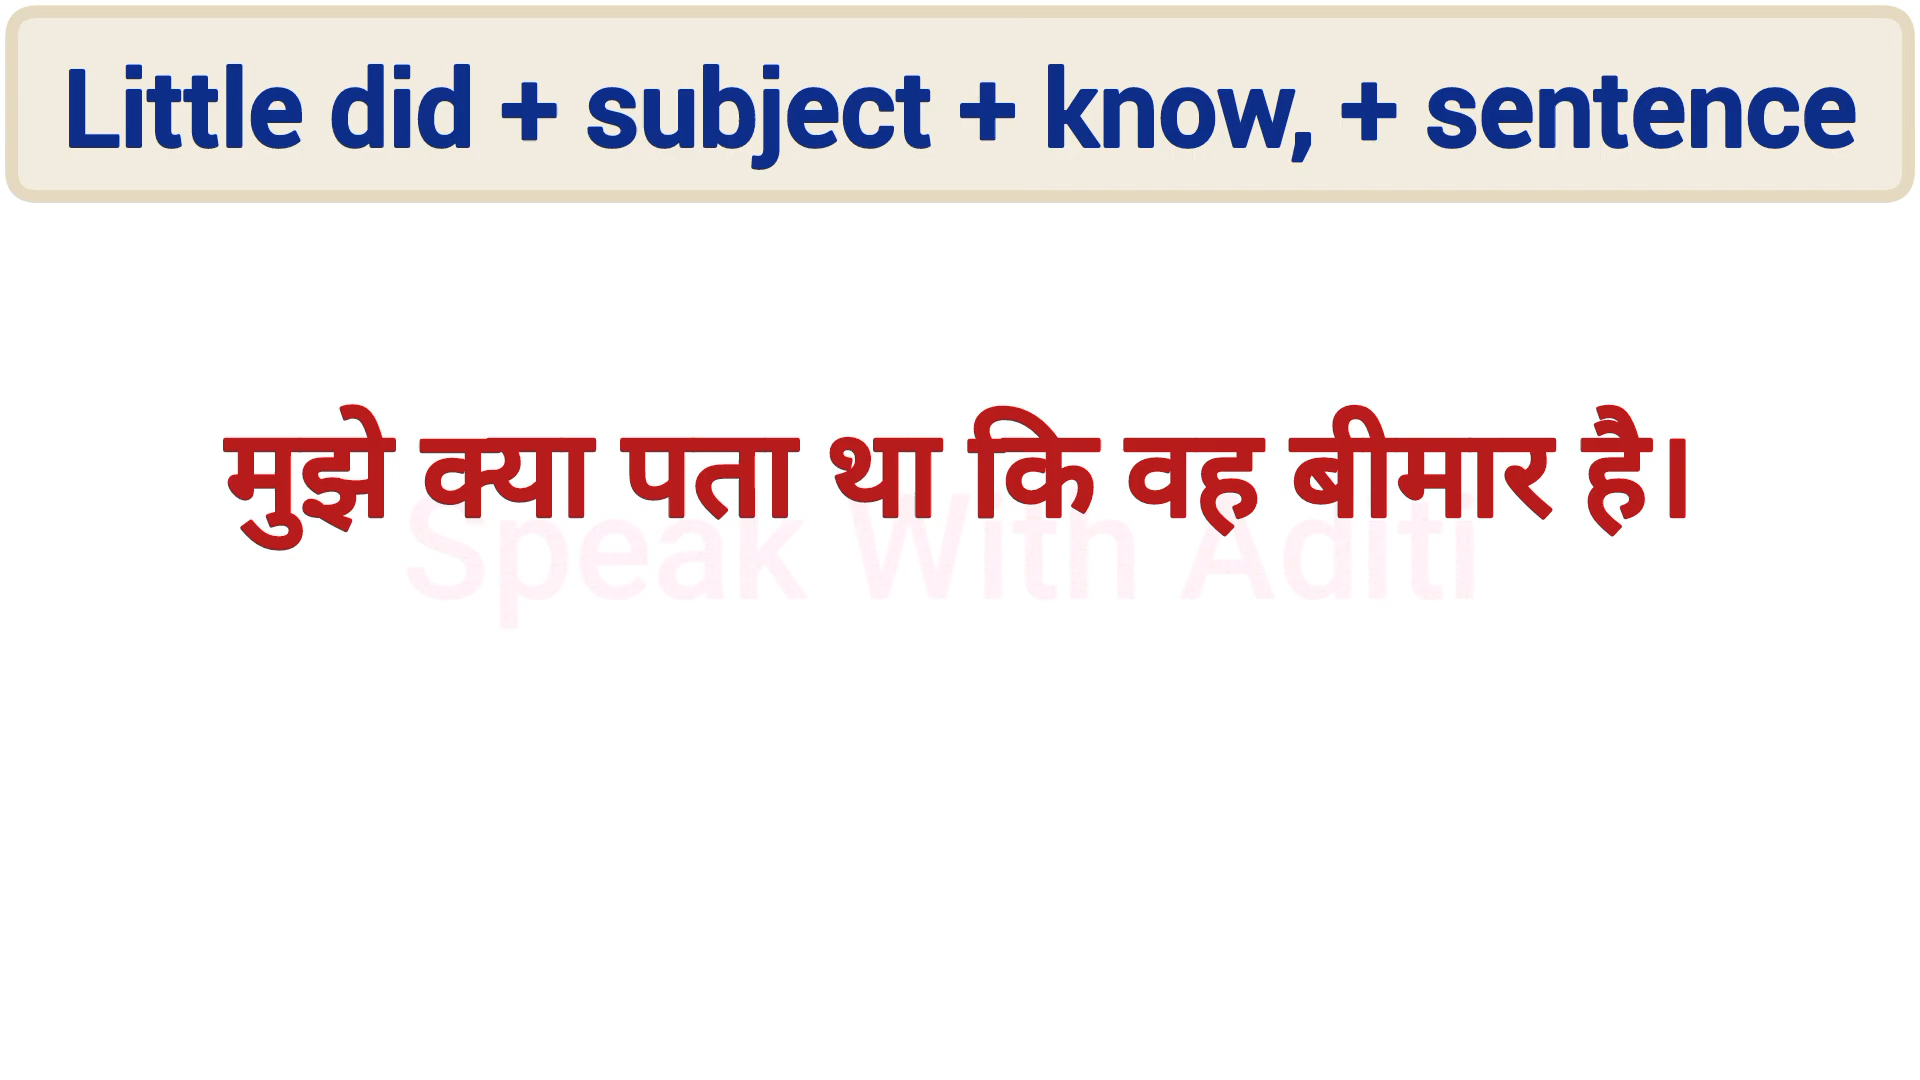 Little did + subject + know, + sentence
मुझे क्या पता था कि वह बीमार है।
Speak With Aditi